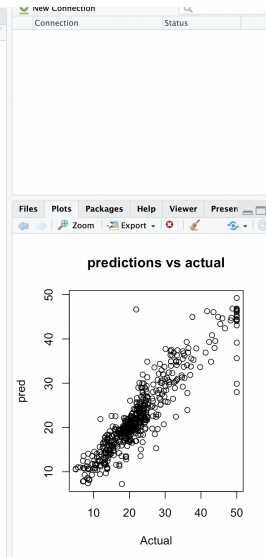 New Connection
Connection Status
Files Plots Packages Help Viewer Presen
Zoom Export
predictions vs actual
50
40
30
20
10
pred
10 20 30 40 50
Actual